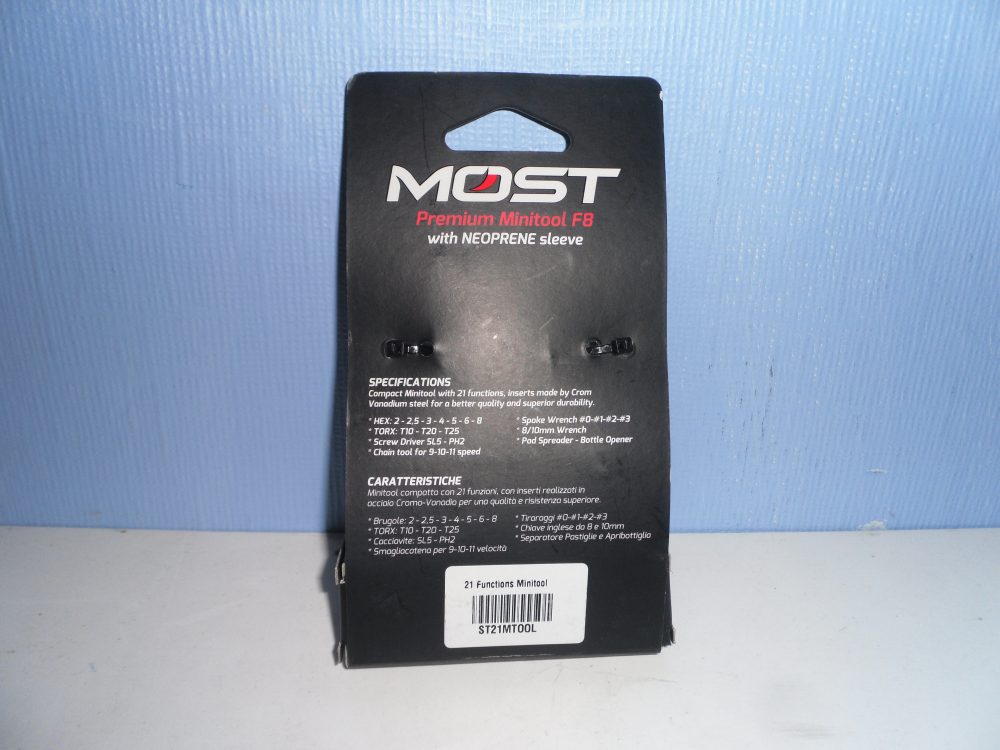 MOST
Premium Minitool F8
with NEOPRENE sleeve
SPECIFICATIONS
Compact Minitool with 21 functions, inserts made by Crom
Vanadium steel for a better quality and superior durability.
* HEX: 2 - 2,5 - 3 - 4 - 5 - 6 - 8
* TORX: T10 - T20 - T25
* Screw Driver SL5 - PH2
* Chain tool for 9-10-11 speed
* Spoke Wrench #0-#1-#2-#3
* 8/10mm Wrench
* Pad Spreader - Bottle Opener
CARATTERISTICHE
Minitool compatto con 21 funzioni, con inserti realizzati in
acciaio Cromo-Vanadio per una qualità e risistenza superiore.
* Brugole: 2 - 2,5 - 3 - 4 - 5 - 6 - 8
* TORX: T10 - T20 - T25
* Cacciavite: SL5 - PH2
* Smagliacatena per 9-10-11 velocità
* Tiraraggi #0-#1-#2-#3
* Chiave inglese da 8 e 10mm
* Separatore Pastiglie e Apribottiglia
21 Functions Minitool
ST21MTOOL